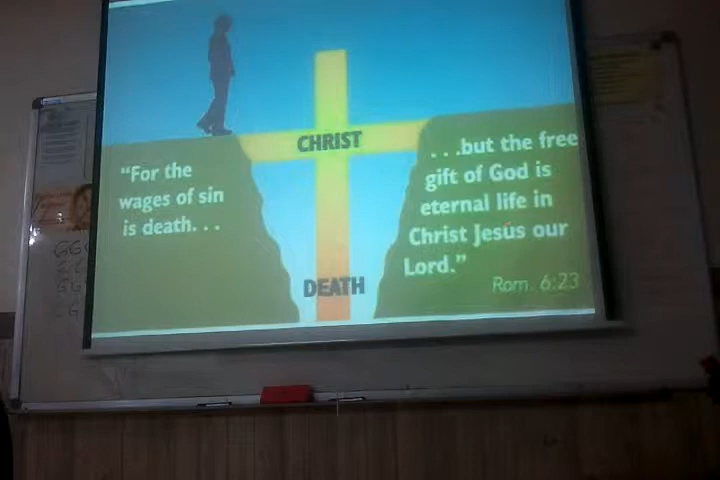 CHRIST
"For the
wages of sin
is death. . .
. . .but the free
gift of God is
eternal life in
Christ Jesus our
Lord."
DEATH
Rom. 6:23